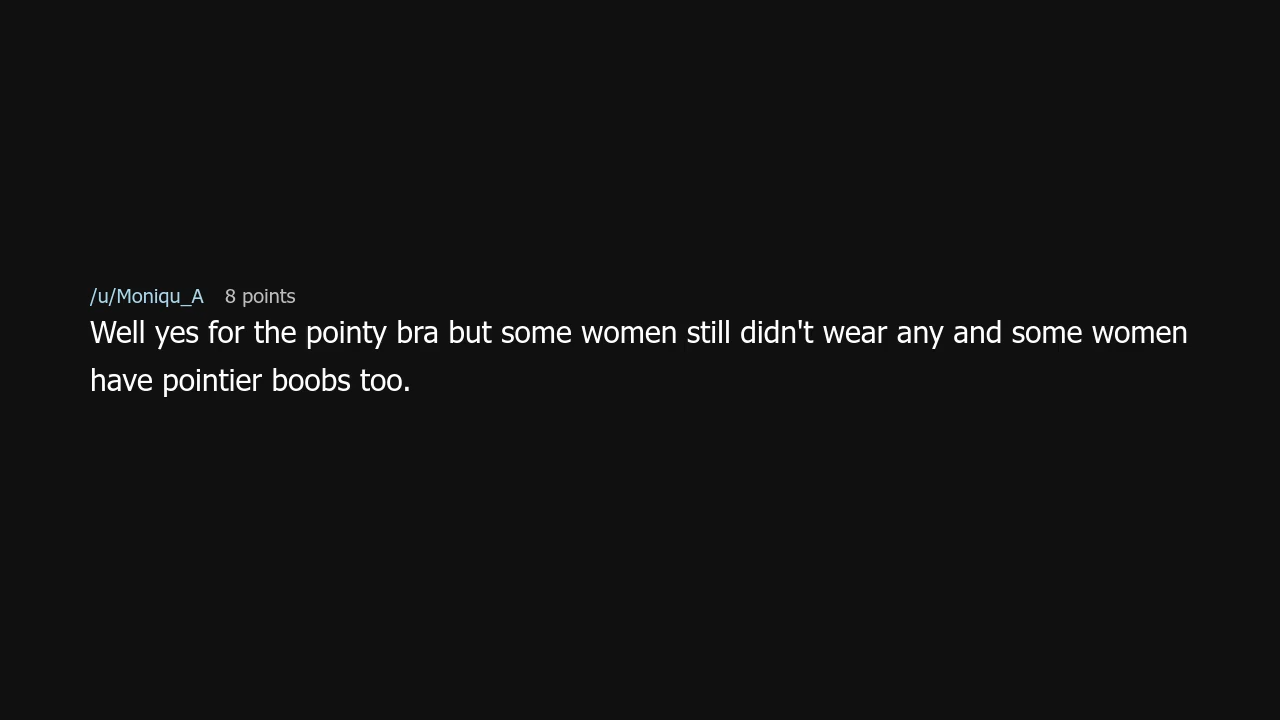 /u/Moniqu_A 8 points
Well yes for the pointy bra but some women still didn't wear any and some women
have pointier boobs too.